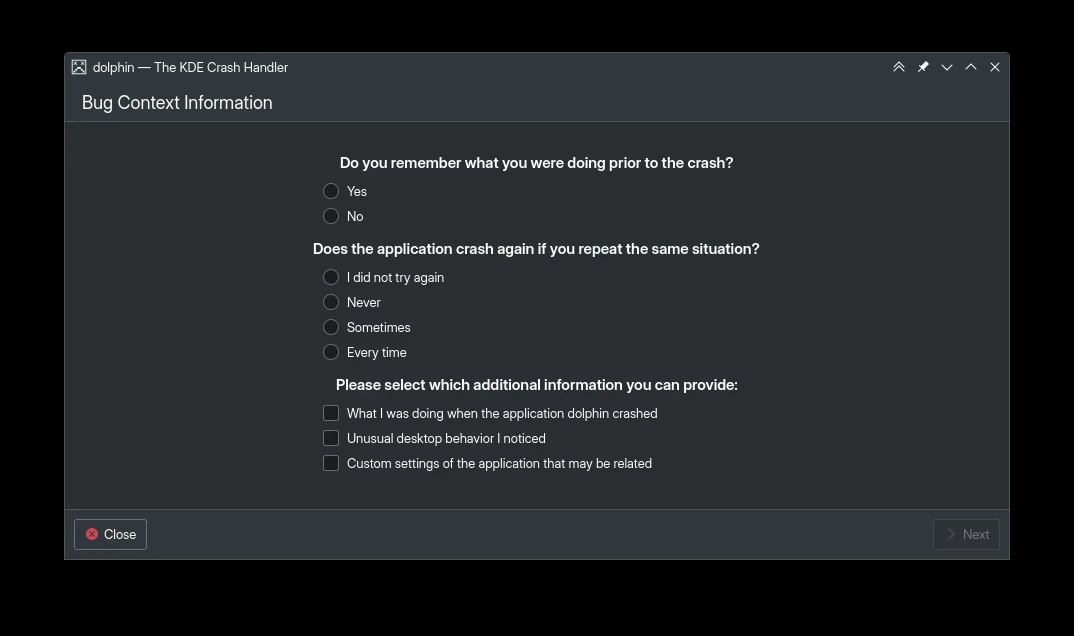 dolphin — The KDE Crash Handler
Bug Context Information
Do you remember what you were doing prior to the crash?
Yes
No
Does the application crash again if you repeat the same situation?
I did not try again
Never
Sometimes
Every time
Please select which additional information you can provide:
What I was doing when the application dolphin crashed
Unusual desktop behavior I noticed
Custom settings of the application that may be related
Close
Next